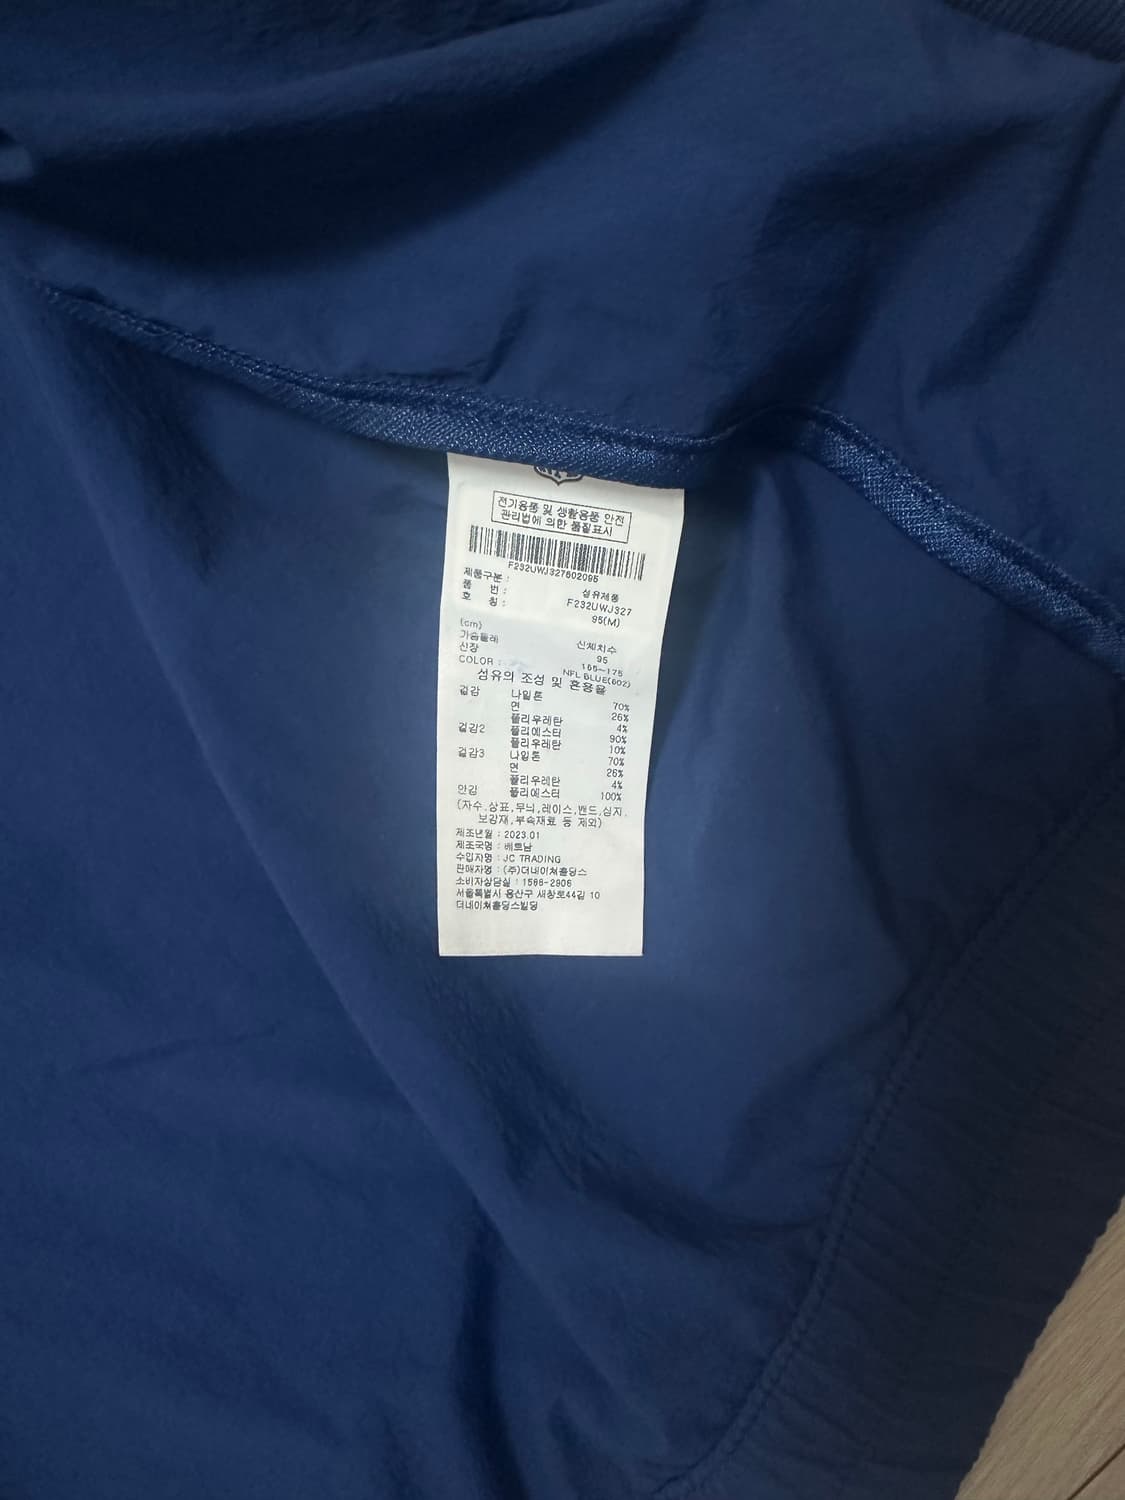 전기용품 및 생활용품 안전
관리법에 의한 품질표시
F232UWJ327602095
제품구분 : 섬유제품
품 번 : F232UWJ327
호 칭 : 95(M)
(cm) 신체치수
가슴둘레 95
신장 165~175
COLOR : NFL BLUE(602)
섬유의 조성 및 혼용율
겉감 나일론 70%
면 26%
폴리우레탄 4%
겉감2 폴리에스터 90%
폴리우레탄 10%
겉감3 나일론 70%
면 26%
폴리우레탄 4%
안감 폴리에스터 100%
(자수,상표,무늬,레이스,밴드,심지,
보강재,부속재료 등 제외)
제조년월 : 2023.01
제조국명 : 베트남
수입자명 : JC TRADING
판매자명 : (주)더네이쳐홀딩스
소비자상담실 : 1566-2906
서울특별시 용산구 새창로44길 10
더네이쳐홀딩스빌딩